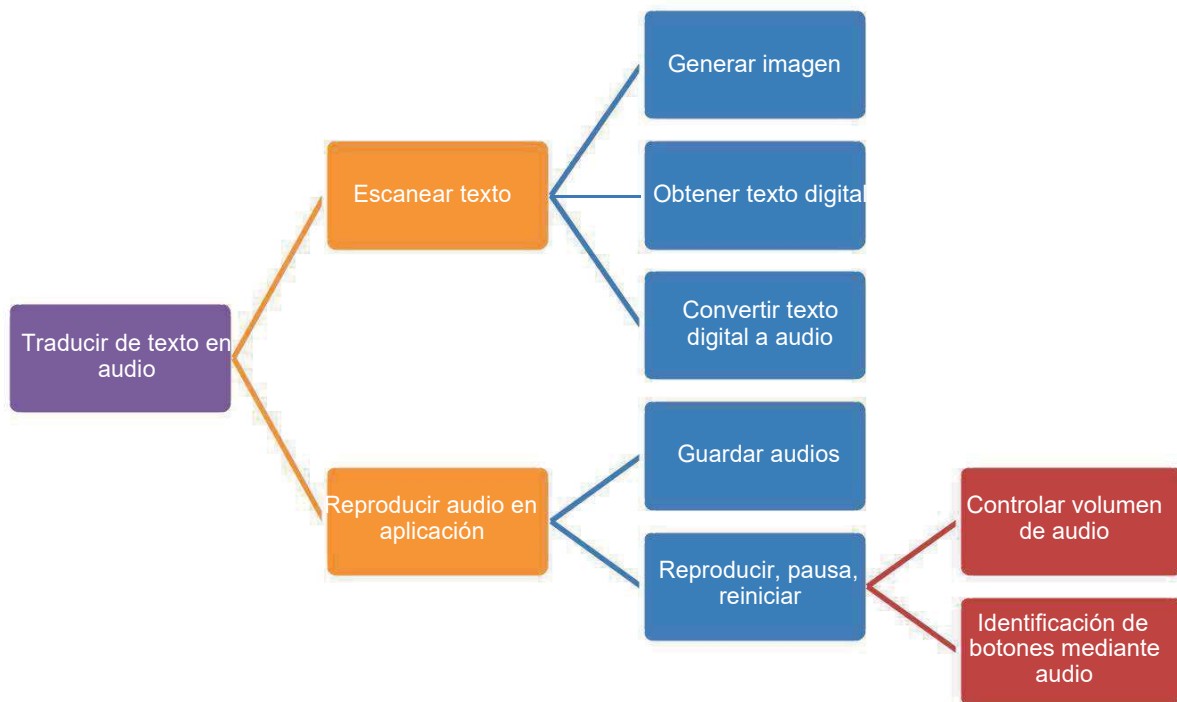 Generar imagen
Escanear texto
Obtener texto digital
Convertir texto
digital a audio
Traducir de texto en
audio
Guardar audios
Reproducir audio en
aplicación
Reproducir, pausa,
reiniciar
Controlar volumen
de audio
Identificación de
botones mediante
audio